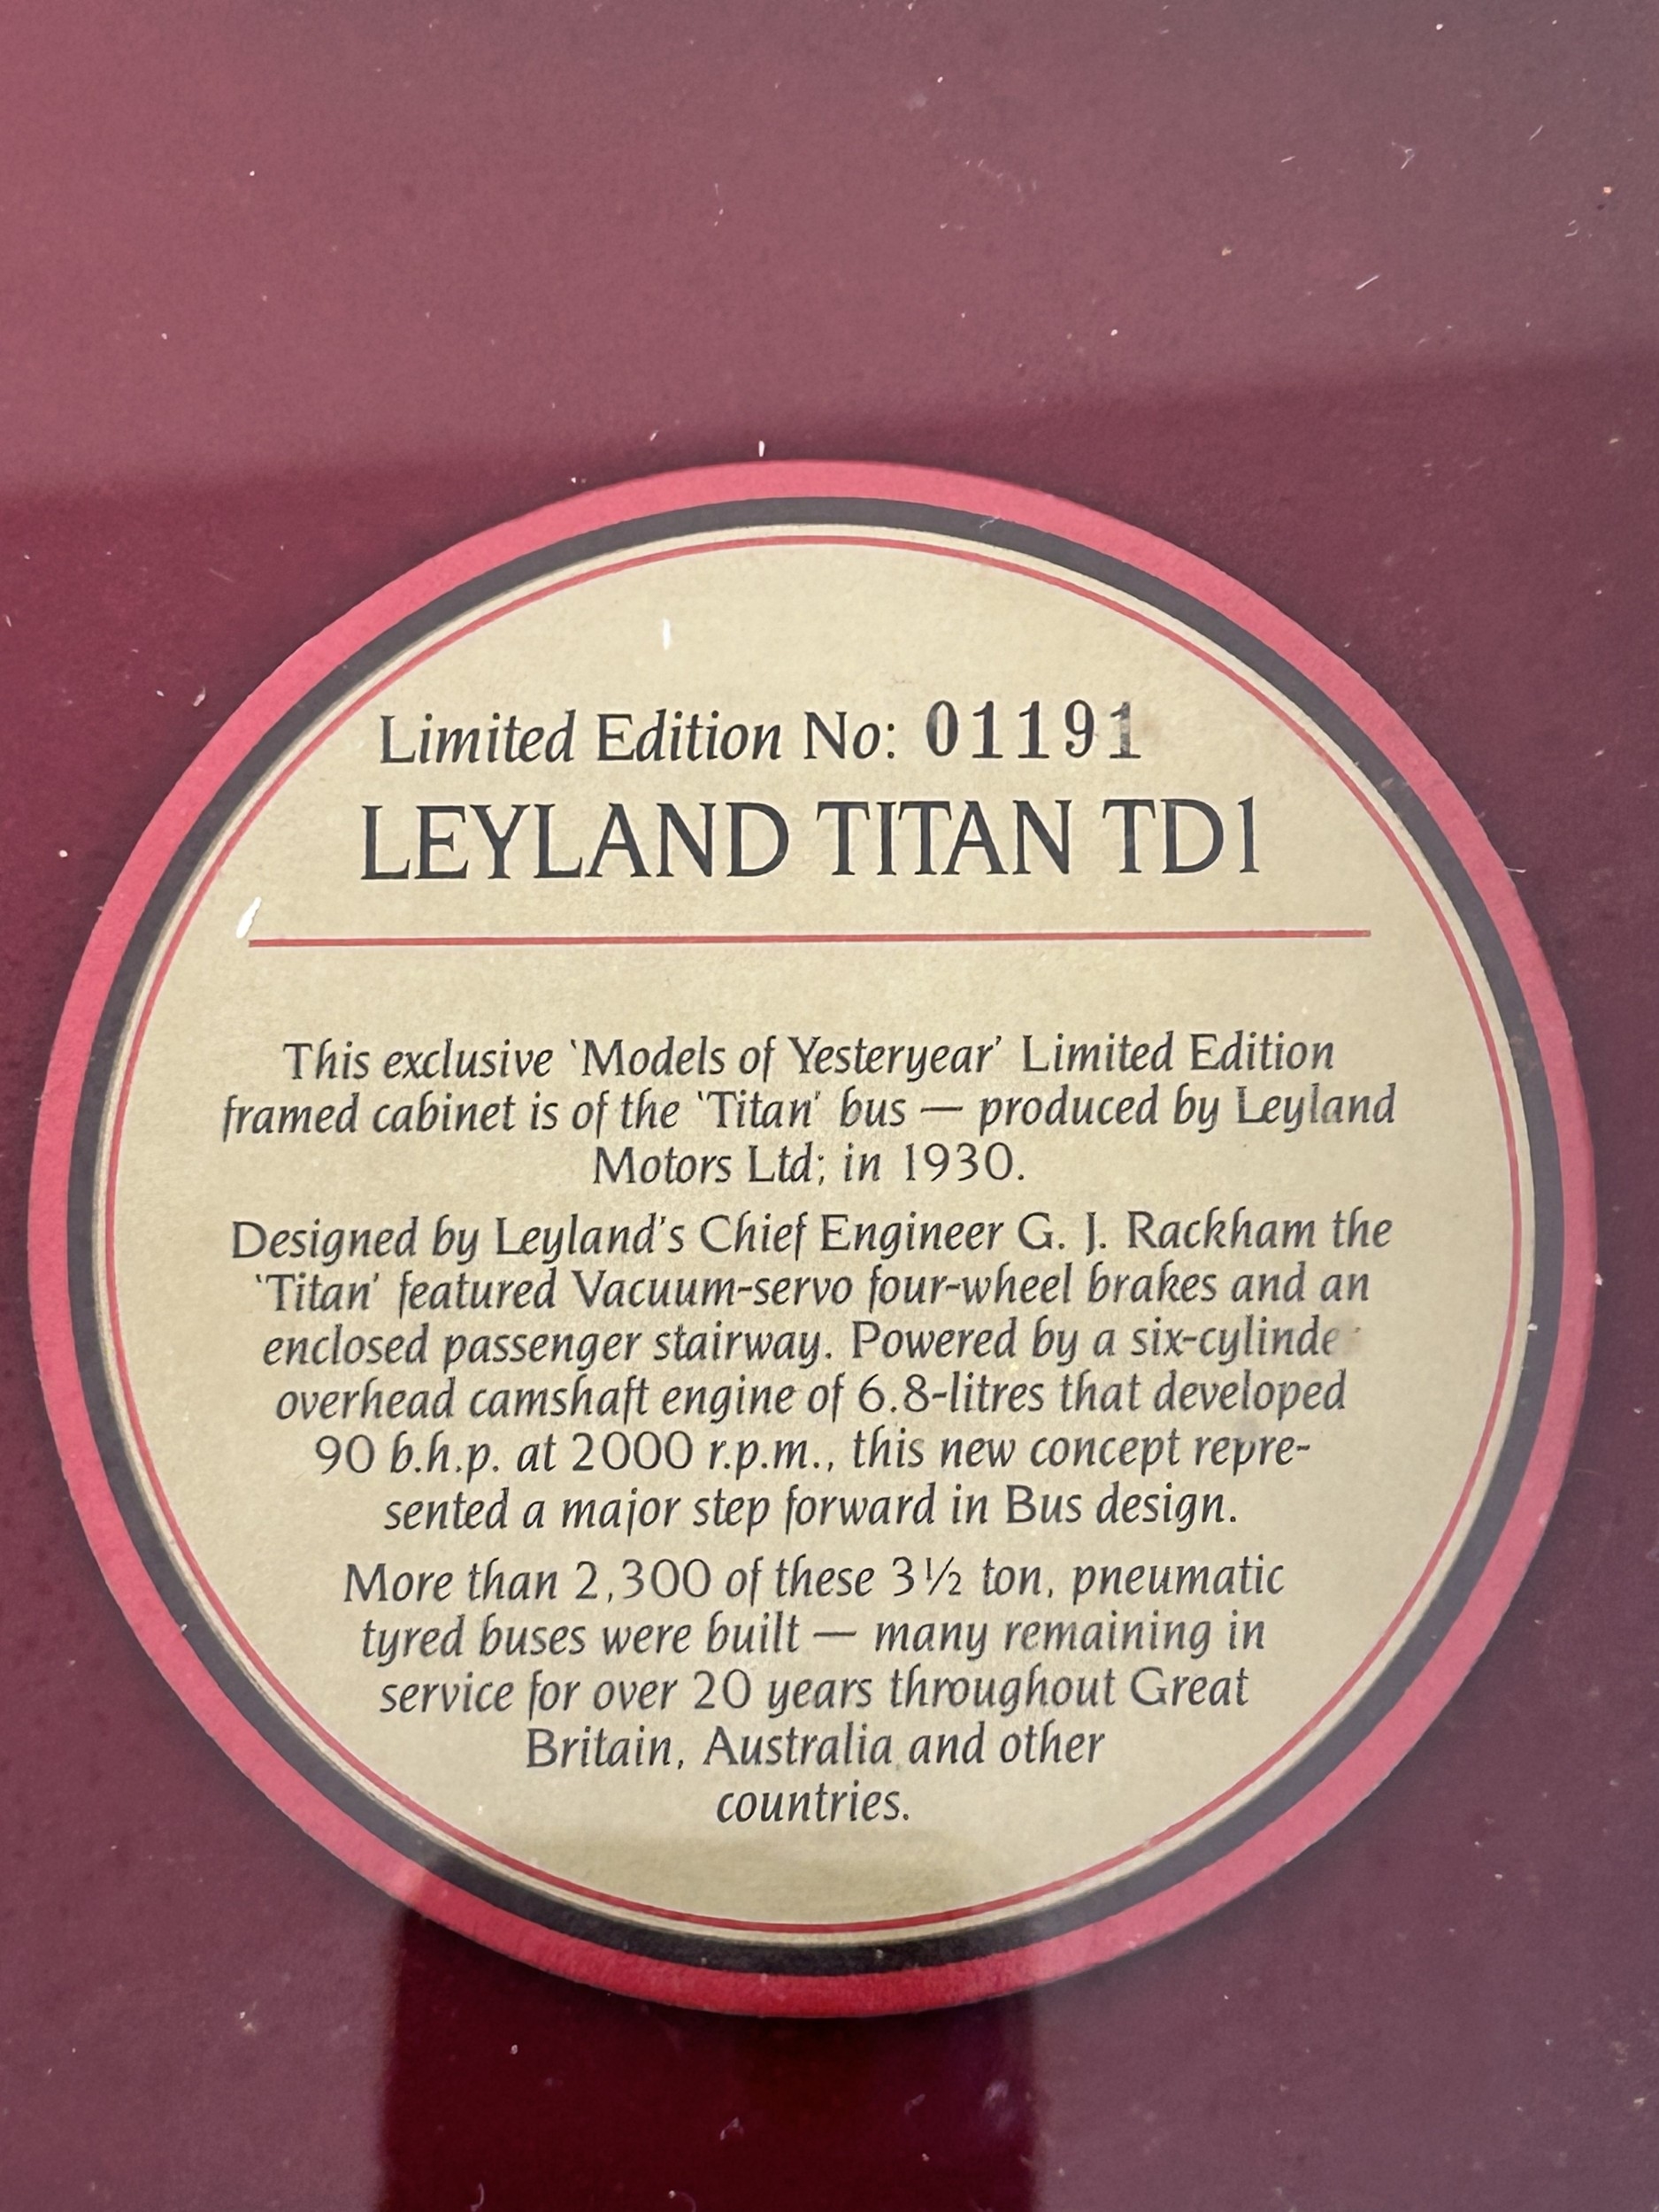 Limited Edition No: 01191
LEYLAND TITAN TD1
This exclusive ‵Models of Yesteryear′ Limited Edition
framed cabinet is of the ‵Titan′ bus — produced by Leyland
Motors Ltd; in 1930.
Designed by Leyland's Chief Engineer G. J. Rackham the
‵Titan′ featured Vacuum-servo four-wheel brakes and an
enclosed passenger stairway. Powered by a six-cylinder
overhead camshaft engine of 6.8-litres that developed
90 b.h.p. at 2000 r.p.m., this new concept repre-
sented a major step forward in Bus design.
More than 2,300 of these 3½ ton, pneumatic
tyred buses were built — many remaining in
service for over 20 years throughout Great
Britain, Australia and other
countries.